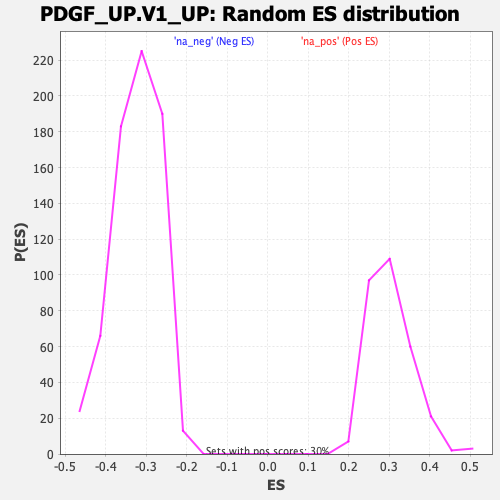 PDGF_UP.V1_UP: Random ES distribution
'na_neg' (Neg ES) 'na_pos' (Pos ES)
220
200
180
160
140
120
100
80
60
40
20
0
P(ES)
Sets with pos scores: 30%
-0.5 -0.4 -0.3 -0.2 -0.1 0.0 0.1 0.2 0.3 0.4 0.5
ES